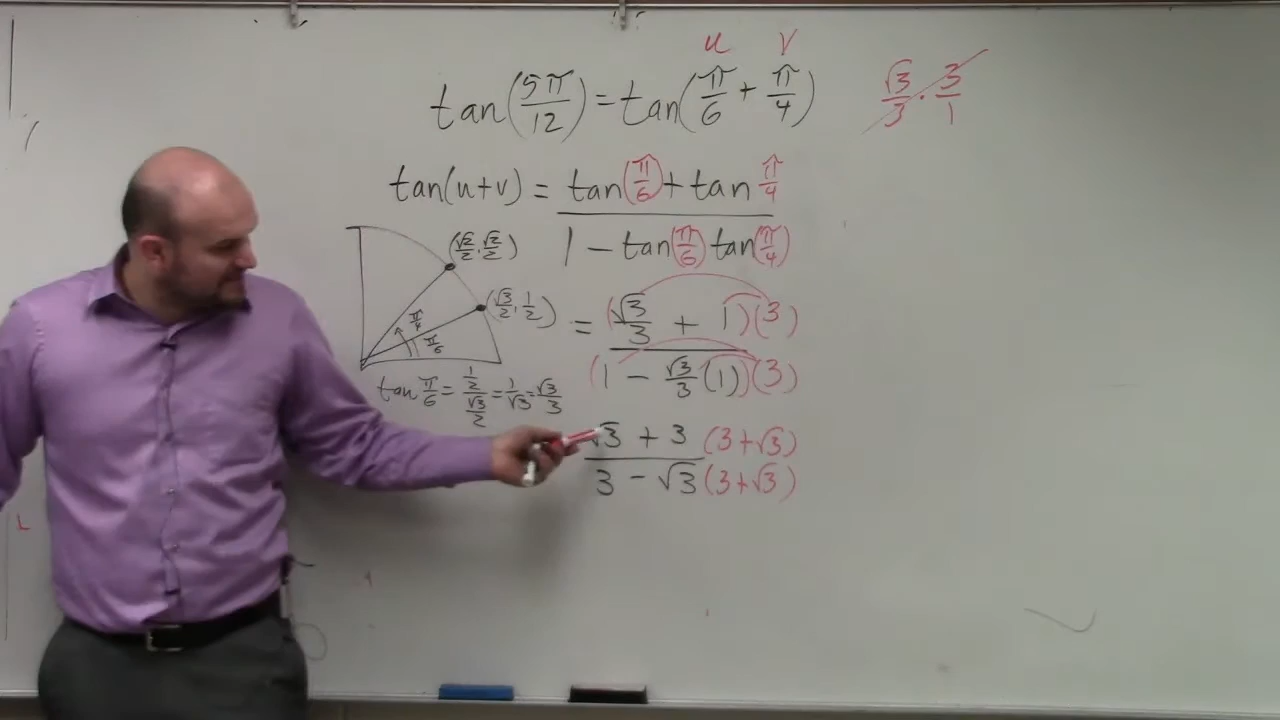 u v
tan(5π/12) = tan(π/6 + π/4)
√3/3 · 3/1
tan(u+v) = (tan(π/6) + tan π/4) / (1 − tan(π/6) tan(π/4))
(√2/2, √2/2)
(√3/2, 1/2)
π/4
π/6
tan π/6 = (1/2)/(√3/2) = 1/√3 = √3/3
= (√3/3 + 1)(3) / (1 − √3/3 (1))(3)
√3 + 3 (3+√3)
3 − √3 (3+√3)